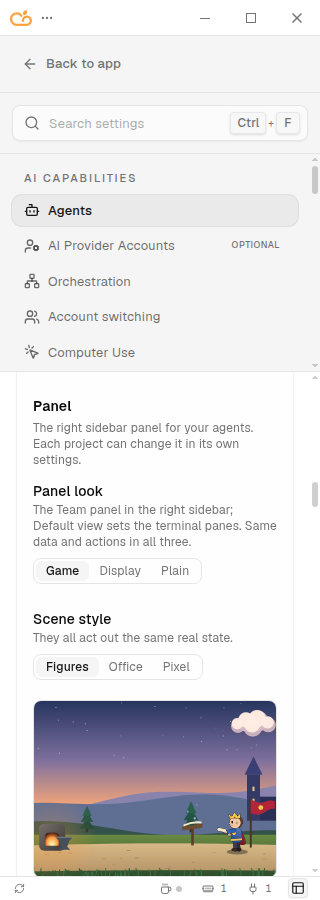 Back to app
Search settings
Ctrl + F
AI CAPABILITIES
Agents
AI Provider Accounts OPTIONAL
Orchestration
Account switching
Computer Use
Panel
The right sidebar panel for your agents.
Each project can change it in its own
settings.
Panel look
The Team panel in the right sidebar;
Default view sets the terminal panes. Same
data and actions in all three.
Game Display Plain
Scene style
They all act out the same real state.
Figures Office Pixel
1 1